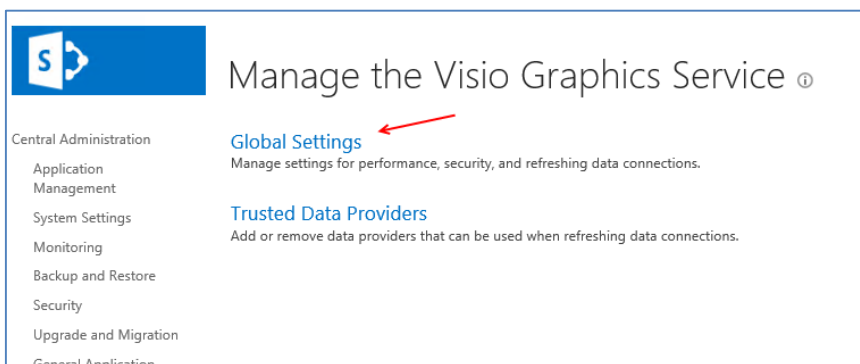 S
Manage the Visio Graphics Service
Central Administration
Application
Management
System Settings
Monitoring
Backup and Restore
Security
Upgrade and Migration
General Application
Global Settings
Manage settings for performance, security, and refreshing data connections.
Trusted Data Providers
Add or remove data providers that can be used when refreshing data connections.